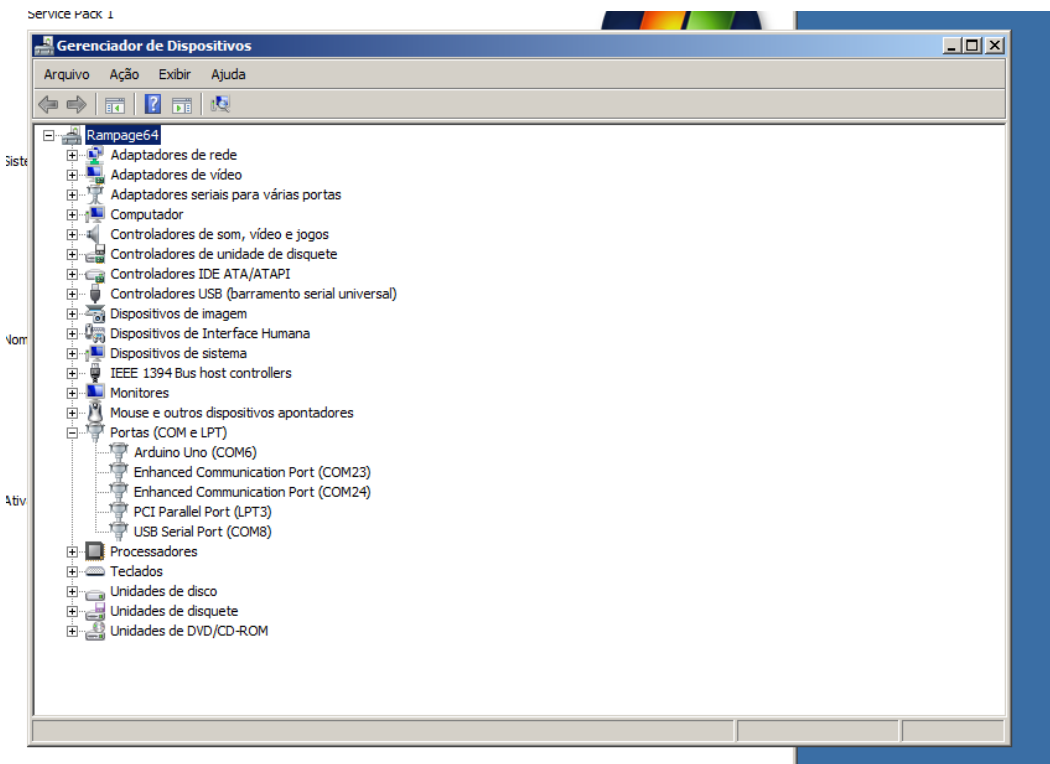 Service Pack 1
Gerenciador de Dispositivos
Arquivo Ação Exibir Ajuda
Rampage64
Adaptadores de rede
Siste
Adaptadores de vídeo
Adaptadores seriais para várias portas
Computador
Controladores de som, vídeo e jogos
Controladores de unidade de disquete
Controladores IDE ATA/ATAPI
Controladores USB (barramento serial universal)
Dispositivos de imagem
Dispositivos de Interface Humana
Nom
Dispositivos de sistema
IEEE 1394 Bus host controllers
Monitores
Mouse e outros dispositivos apontadores
Portas (COM e LPT)
Arduino Uno (COM6)
Enhanced Communication Port (COM23)
Enhanced Communication Port (COM24)
Ativ
PCI Parallel Port (LPT3)
USB Serial Port (COM8)
Processadores
Teclados
Unidades de disco
Unidades de disquete
Unidades de DVD/CD-ROM